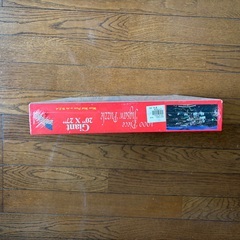 1000 Piece
Jigsaw Puzzle
Giant
20" X 27"